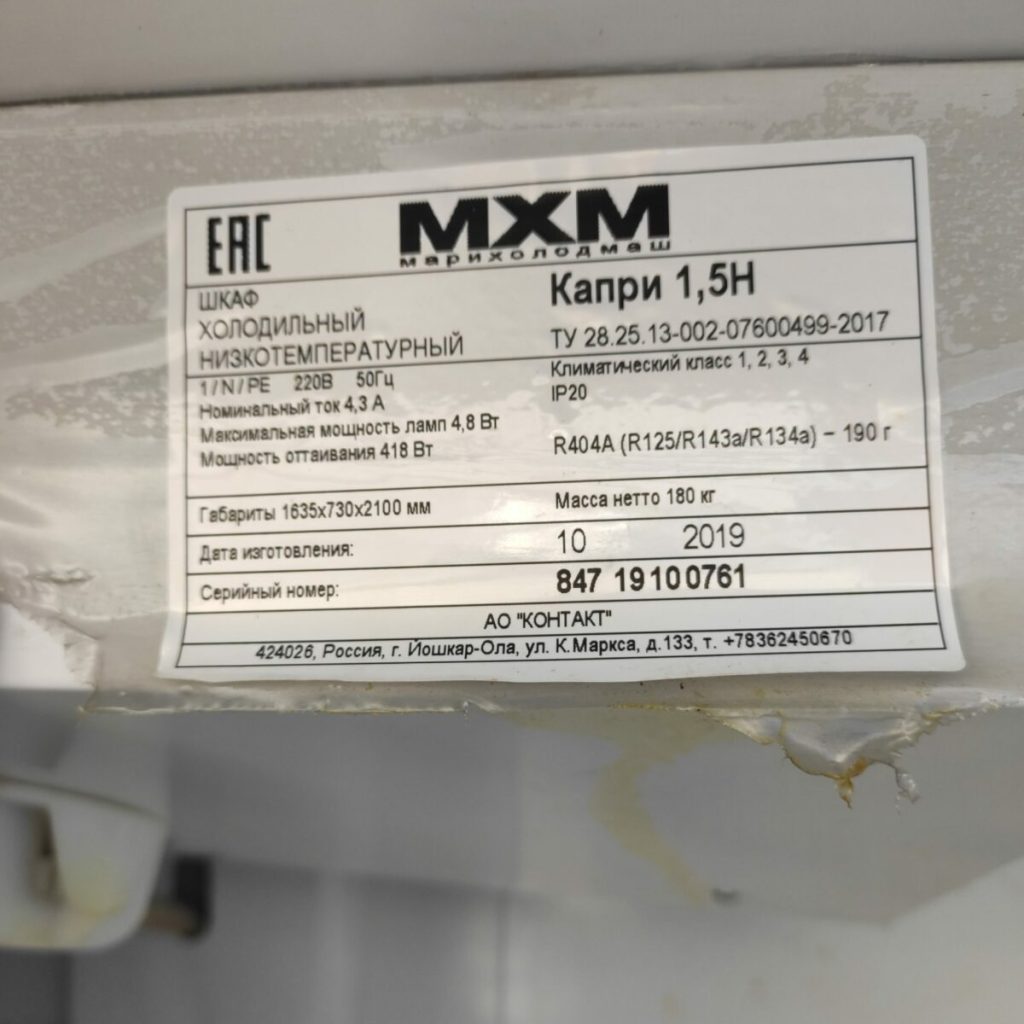 ЕАС
МХМ
марихолодмаш
ШКАФ
ХОЛОДИЛЬНЫЙ
НИЗКОТЕМПЕРАТУРНЫЙ
Капри 1,5Н
ТУ 28.25.13-002-07600499-2017
1/N/PE 220В 50Гц
Номинальный ток 4,3 А
Максимальная мощность ламп 4,8 Вт
Мощность оттаивания 418 Вт
Климатический класс 1, 2, 3, 4
IP20
R404A (R125/R143a/R134a) – 190 г
Габариты 1635х730х2100 мм
Масса нетто 180 кг
Дата изготовления: 10 2019
Серийный номер: 847 19100761
АО "КОНТАКТ"
424026, Россия, г. Йошкар-Ола, ул. К.Маркса, д.133, т. +78362450670